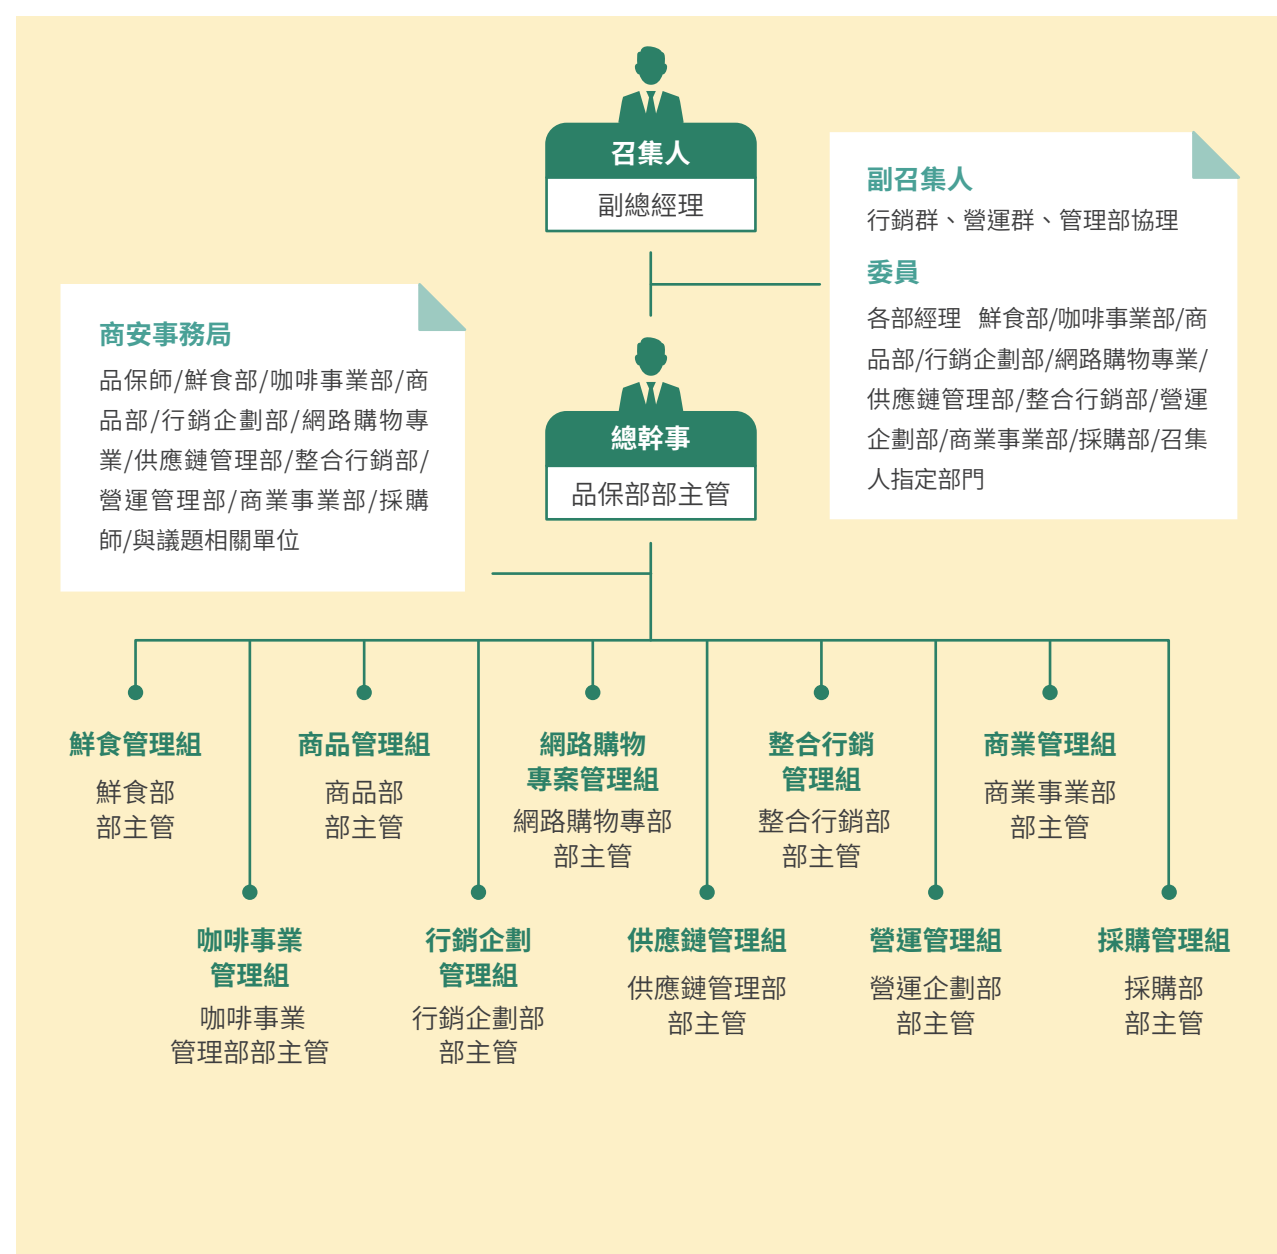 召集人
副總經理
副召集人
行銷群、營運群、管理部協理
委員
各部經理 鮮食部/咖啡事業部/商
品部/行銷企劃部/網路購物專業/
供應鏈管理部/整合行銷部/營運
企劃部/商業事業部/採購部/召集
人指定部門
商安事務局
品保師/鮮食部/咖啡事業部/商
品部/行銷企劃部/網路購物專
業/供應鏈管理部/整合行銷部/
營運管理部/商業事業部/採購
師/與議題相關單位
總幹事
品保部部主管
鮮食管理組
鮮食部
部主管
商品管理組
商品部
部主管
網路購物
專案管理組
網路購物專部
部主管
整合行銷
管理組
整合行銷部
部主管
商業管理組
商業事業部
部主管
咖啡事業
管理組
咖啡事業
管理部部主管
行銷企劃
管理組
行銷企劃部
部主管
供應鏈管理組
供應鏈管理部
部主管
營運管理組
營運企劃部
部主管
採購管理組
採購部
部主管